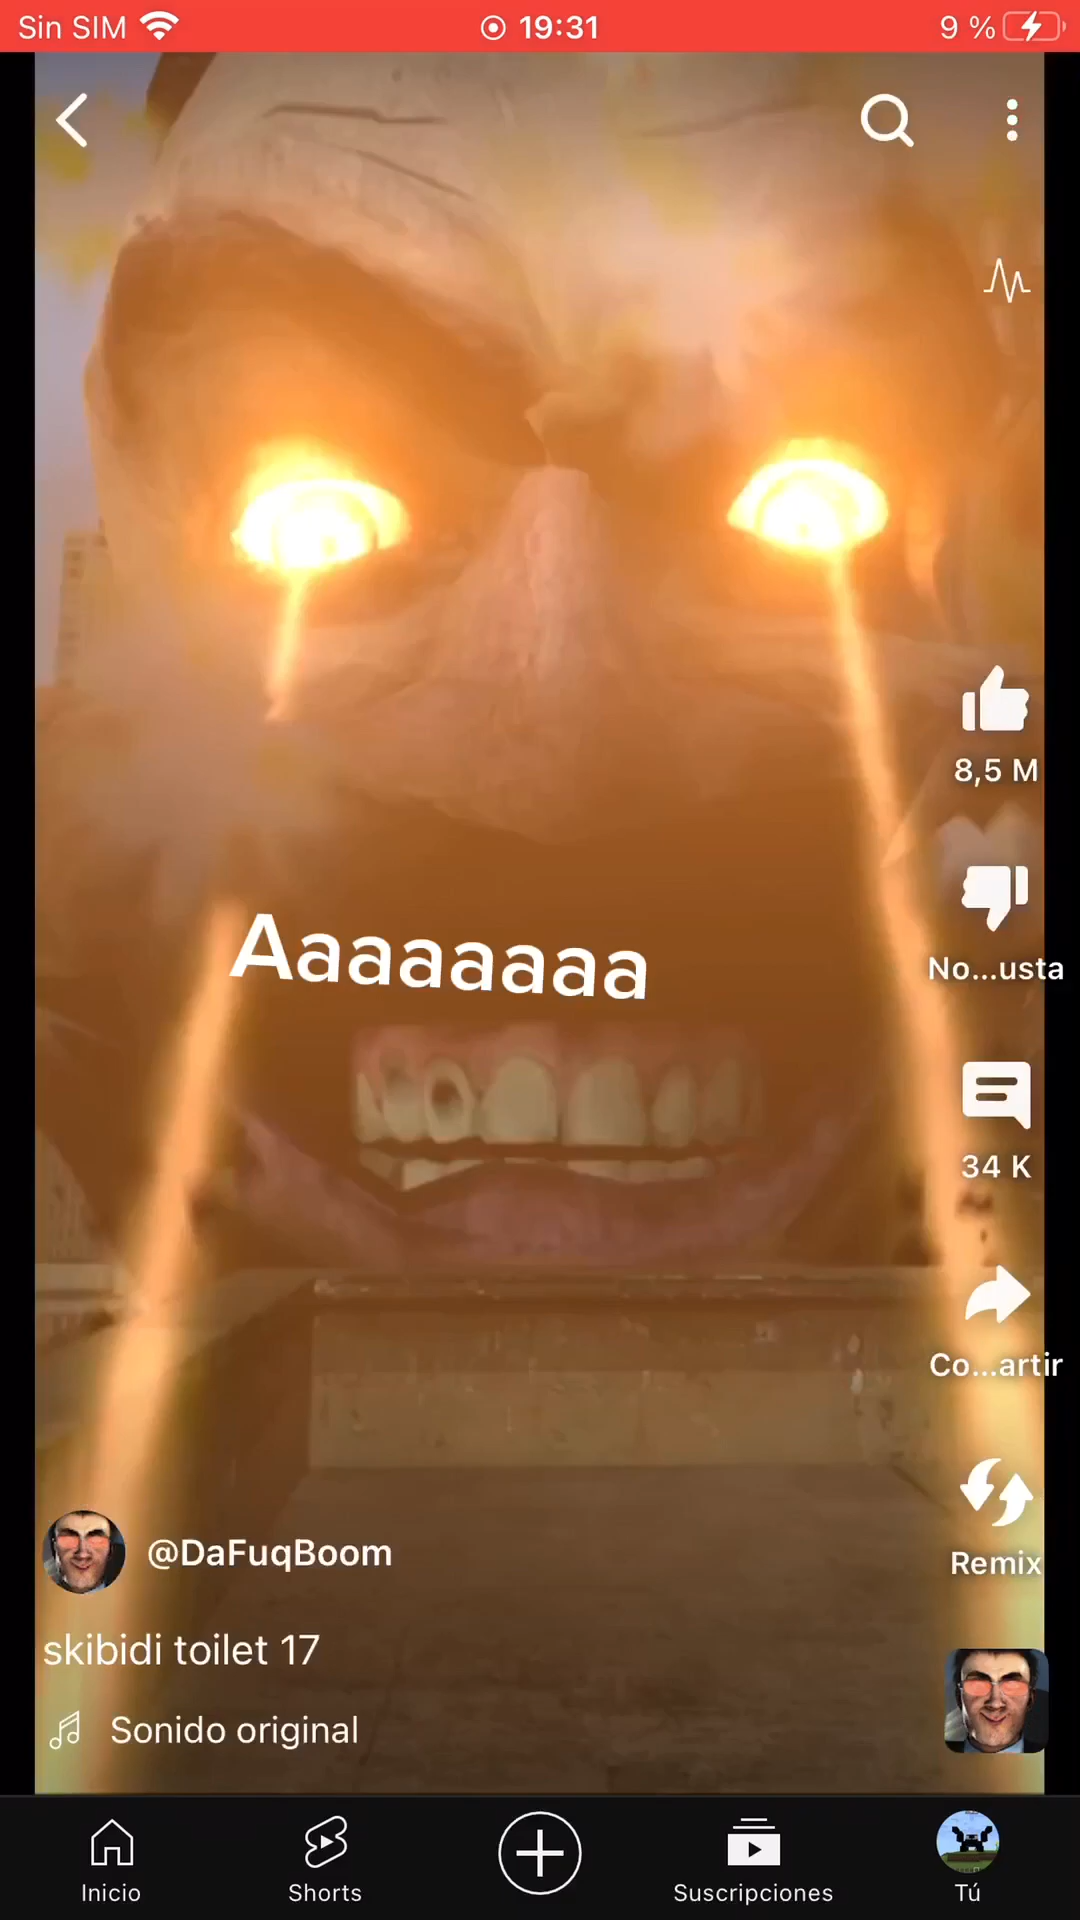 Sin SIM 19:31 9 %
8,5 M
Aaaaaaaa
No...usta
34 K
Co...artir
@DaFuqBoom
Remix
skibidi toilet 17
Sonido original
Inicio Shorts Suscripciones Tú